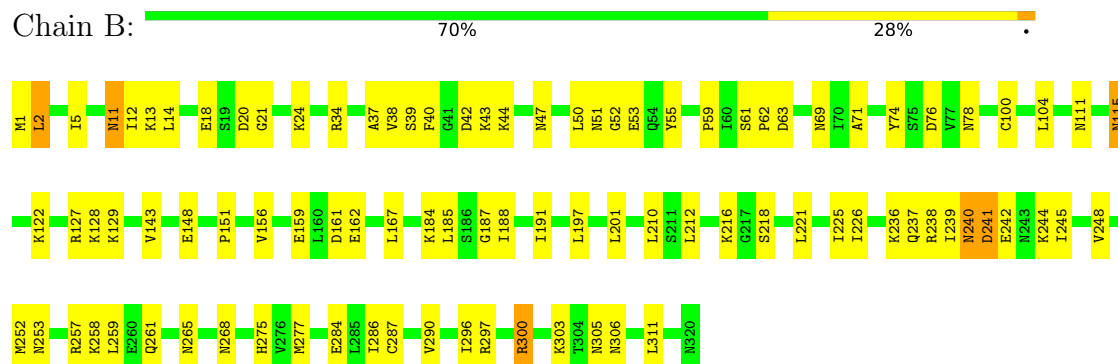 Chain B:
70% 28% .
M1 L2 I5 N11 I12 K13 L14 E18 S19 D20 G21 K24 R34 A37 V38 S39 F40 G41 D42 K43 K44 N47 L50 N51 G52 E53 Q54 Y55 P59 I60 S61 P62 D63 N69 I70 A71 Y74 S75 D76 V77 N78 C100 L104 N111 N115
K122 R127 K128 K129 V143 E148 P151 V156 E159 L160 D161 E162 L167 K184 L185 S186 G187 I188 I191 L197 L201 L210 S211 L212 K216 G217 S218 L221 I225 I226 K236 Q237 R238 I239 N240 D241 E242 N243 K244 I245 V248
M252 N253 R257 K258 L259 E260 Q261 N265 N268 H275 V276 M277 E284 L285 I286 C287 V290 I296 R297 R300 K303 T304 N305 N306 L311 N320